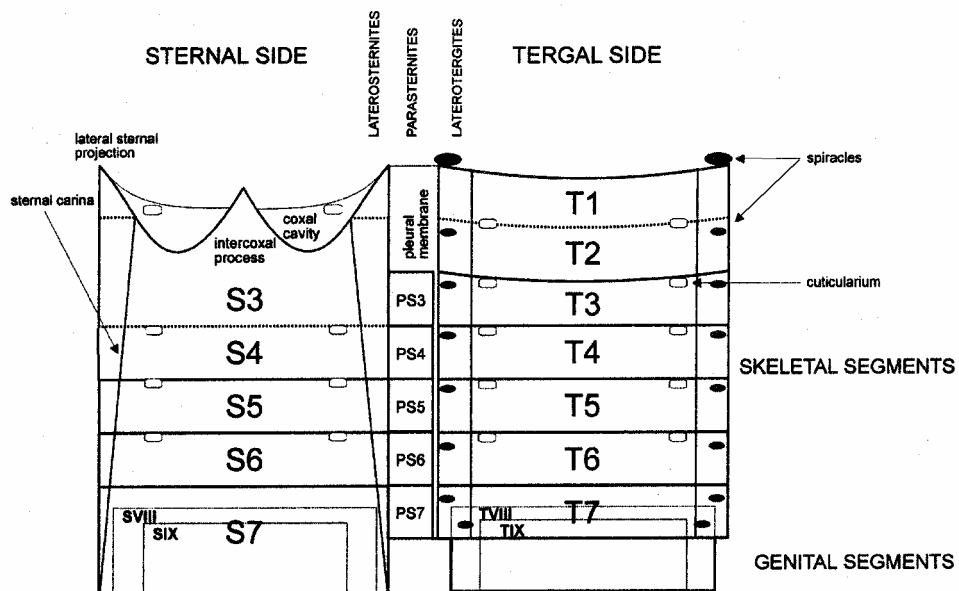 STERNAL SIDE
LATEROSTERNITES
PARASTERNITES
LATEROTERGITES
TERGAL SIDE
lateral sternal
projection
sternal carina
coxal
cavity
intercoxal
process
pleural
membrane
spiracles
cuticularium
T1
T2
S3
PS3
T3
S4
PS4
T4
SKELETAL SEGMENTS
S5
PS5
T5
S6
PS6
T6
SVIII
SIX
S7
PS7
TVIII
T7
TIX
GENITAL SEGMENTS